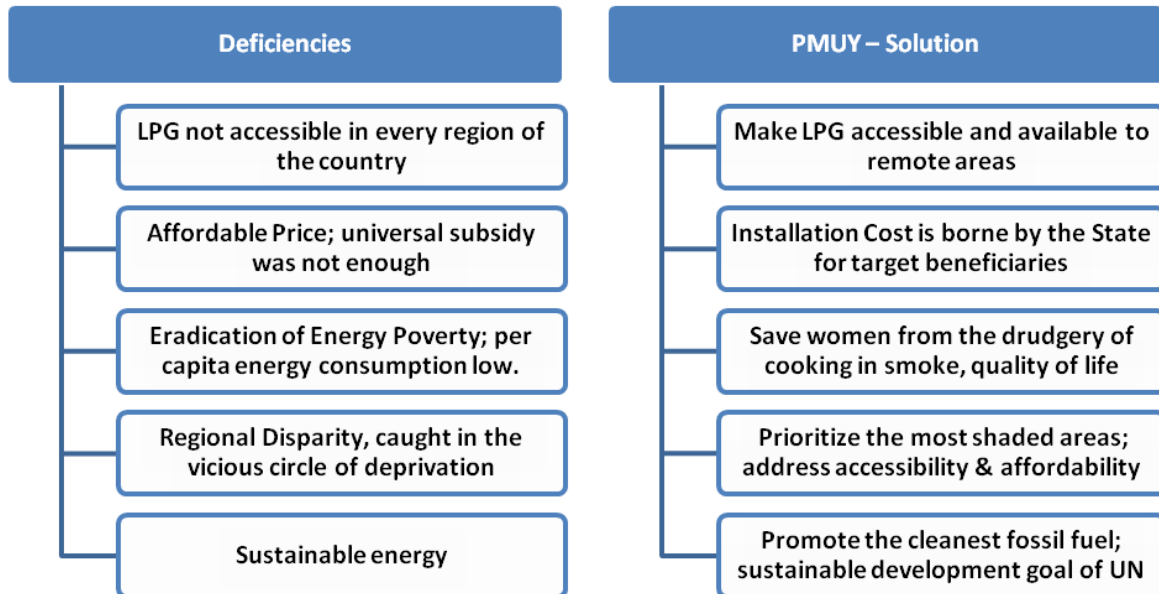 Deficiencies
LPG not accessible in every region of
the country
Affordable Price; universal subsidy
was not enough
Eradication of Energy Poverty; per
capita energy consumption low.
Regional Disparity, caught in the
vicious circle of deprivation
Sustainable energy
PMUY – Solution
Make LPG accessible and available to
remote areas
Installation Cost is borne by the State
for target beneficiaries
Save women from the drudgery of
cooking in smoke, quality of life
Prioritize the most shaded areas;
address accessibility & affordability
Promote the cleanest fossil fuel;
sustainable development goal of UN